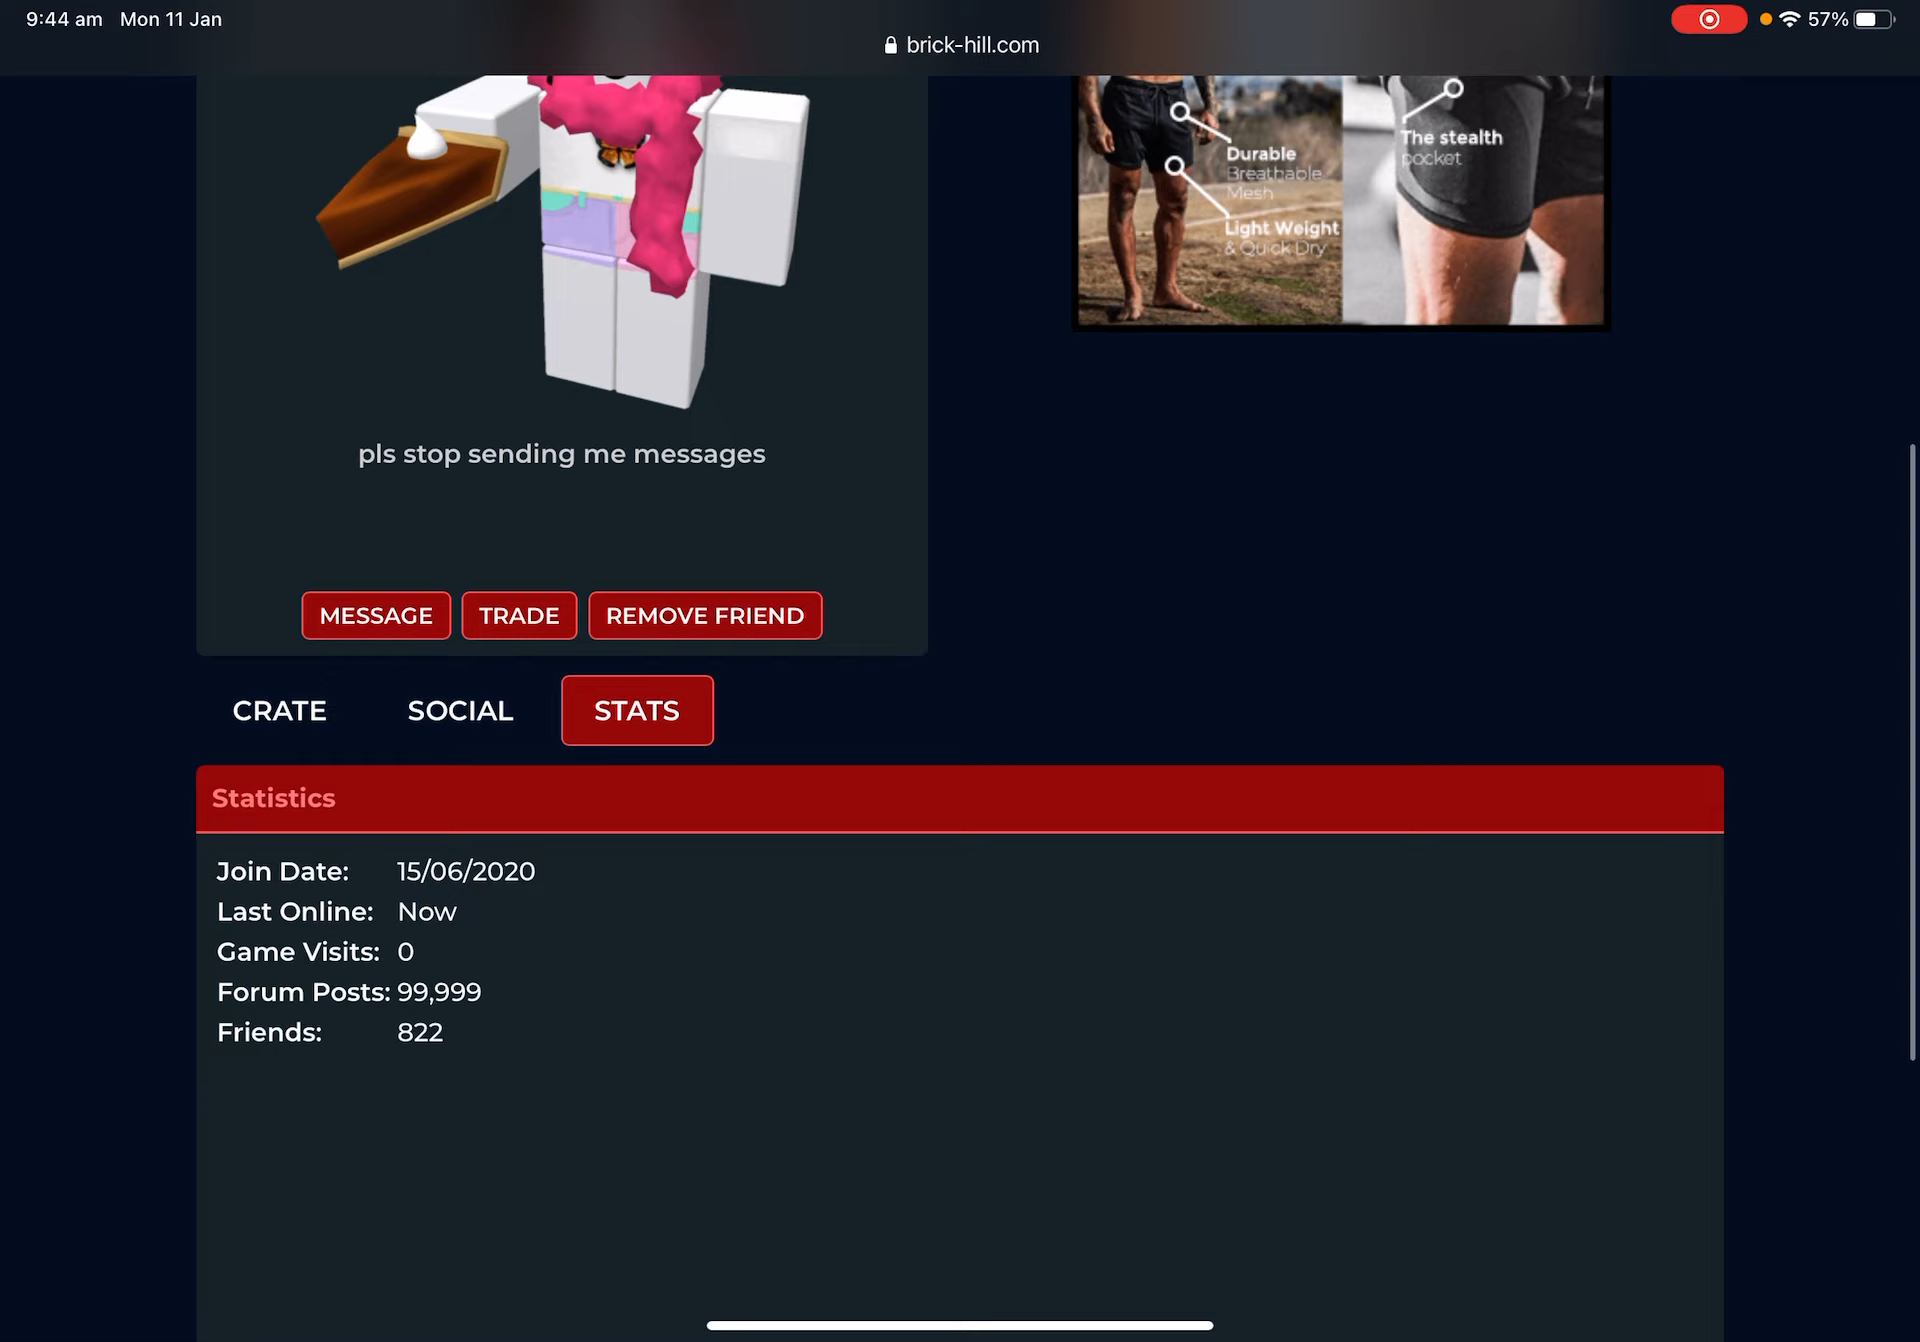 9:44 am Mon 11 Jan
57%
brick-hill.com
Durable
Breathable
Mesh
Light Weight
& Quick Dry
The stealth
pocket
pls stop sending me messages
MESSAGE TRADE REMOVE FRIEND
CRATE SOCIAL STATS
Statistics
Join Date: 15/06/2020
Last Online: Now
Game Visits: 0
Forum Posts: 99,999
Friends: 822